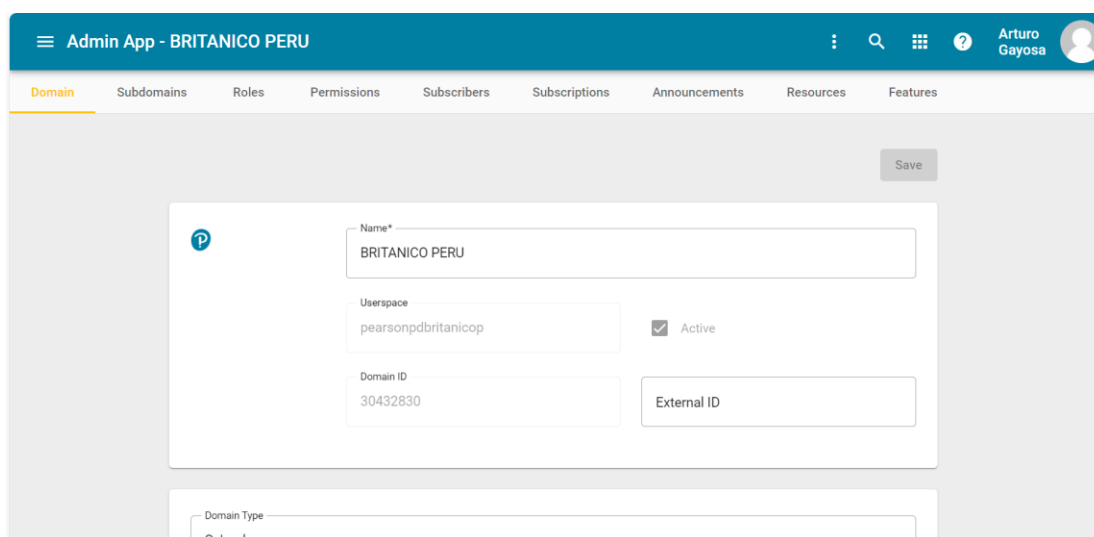 Admin App - BRITANICO PERU
?
Arturo
Gayosa
Domain Subdomains Roles Permissions Subscribers Subscriptions Announcements Resources Features
Save
P
Name*
BRITANICO PERU
Userspace
pearsonpdbritanicop
Active
Domain ID
30432830
External ID
Domain Type